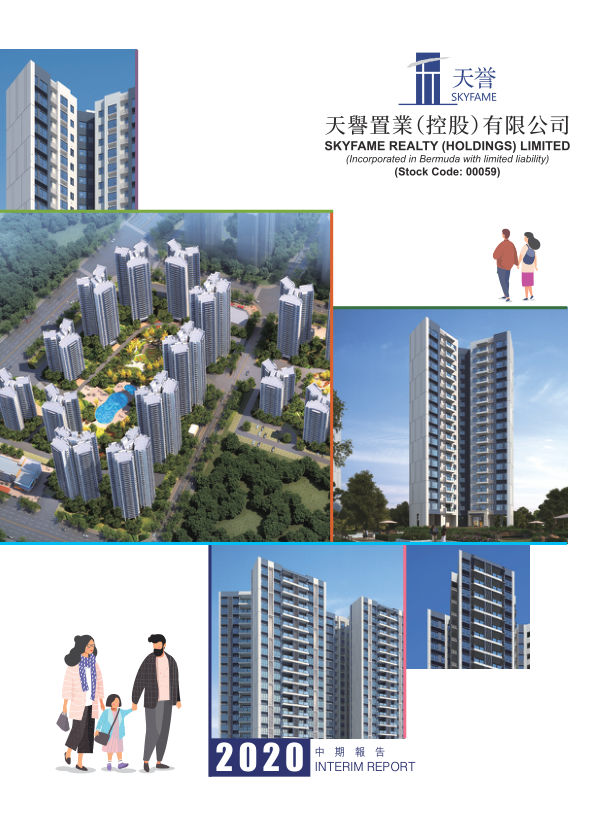 天誉
SKYFAME
天譽置業(控股)有限公司
SKYFAME REALTY (HOLDINGS) LIMITED
(Incorporated in Bermuda with limited liability)
(Stock Code: 00059)
2020 中期報告
INTERIM REPORT